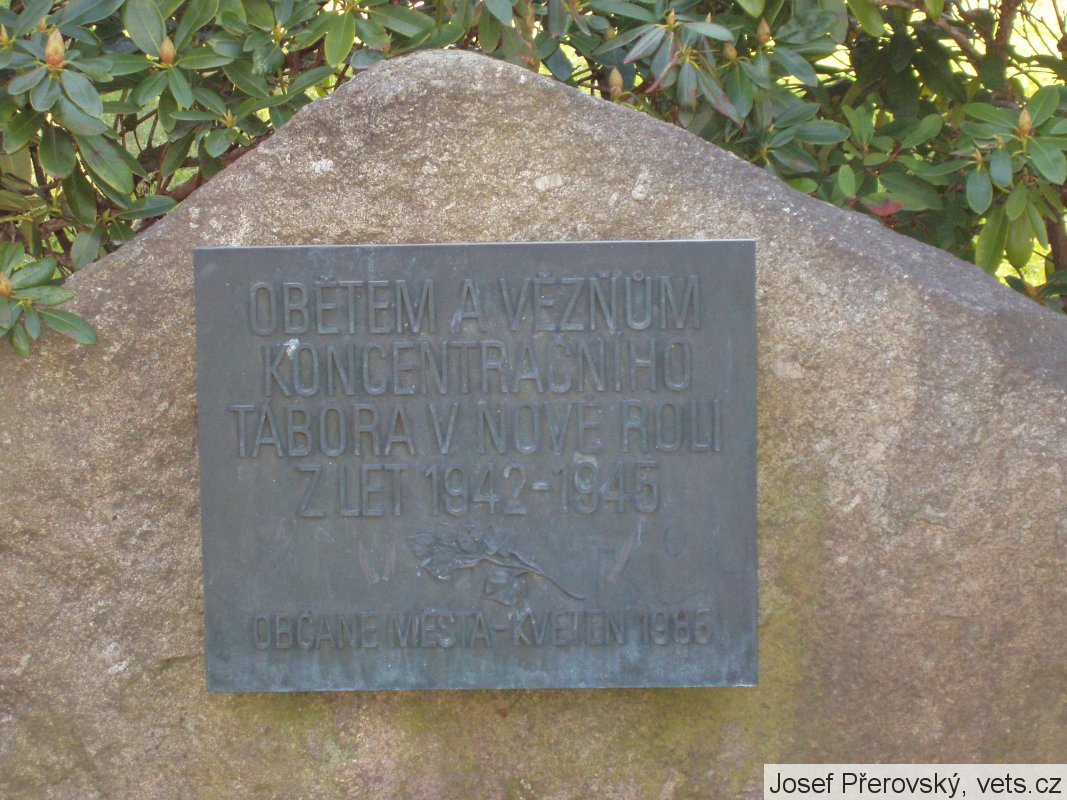 OBĚTEM A VĚZŇŮM
KONCENTRAČNÍHO
TÁBORA V NOVÉ ROLI
Z LET 1942-1945
OBČANÉ MĚSTA-KVĚTEN 1985
Josef Přerovský, vets.cz